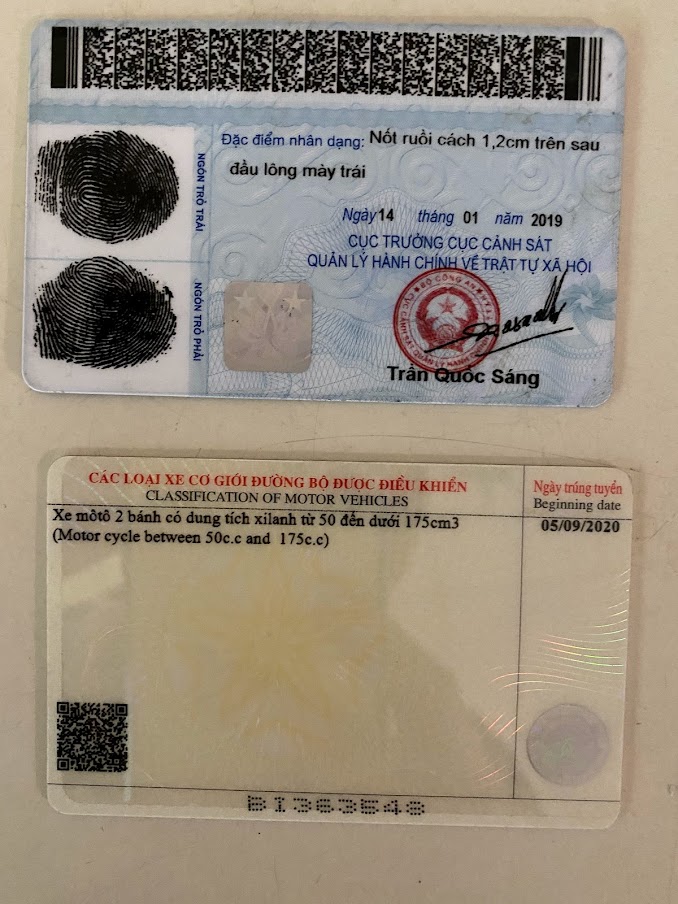 Đặc điểm nhân dạng: Nốt ruồi cách 1,2cm trên sau
đầu lông mày trái
NGÓN TRỎ TRÁI
NGÓN TRỎ PHẢI
Ngày 14 tháng 01 năm 2019
CỤC TRƯỞNG CỤC CẢNH SÁT
QUẢN LÝ HÀNH CHÍNH VỀ TRẬT TỰ XÃ HỘI
BỘ CÔNG AN
Trần Quốc Sáng
CÁC LOẠI XE CƠ GIỚI ĐƯỜNG BỘ ĐƯỢC ĐIỀU KHIỂN
CLASSIFICATION OF MOTOR VEHICLES
Ngày trúng tuyển
Beginning date
Xe môtô 2 bánh có dung tích xilanh từ 50 đến dưới 175cm3
(Motor cycle between 50c.c and 175c.c)
05/09/2020
BI363548